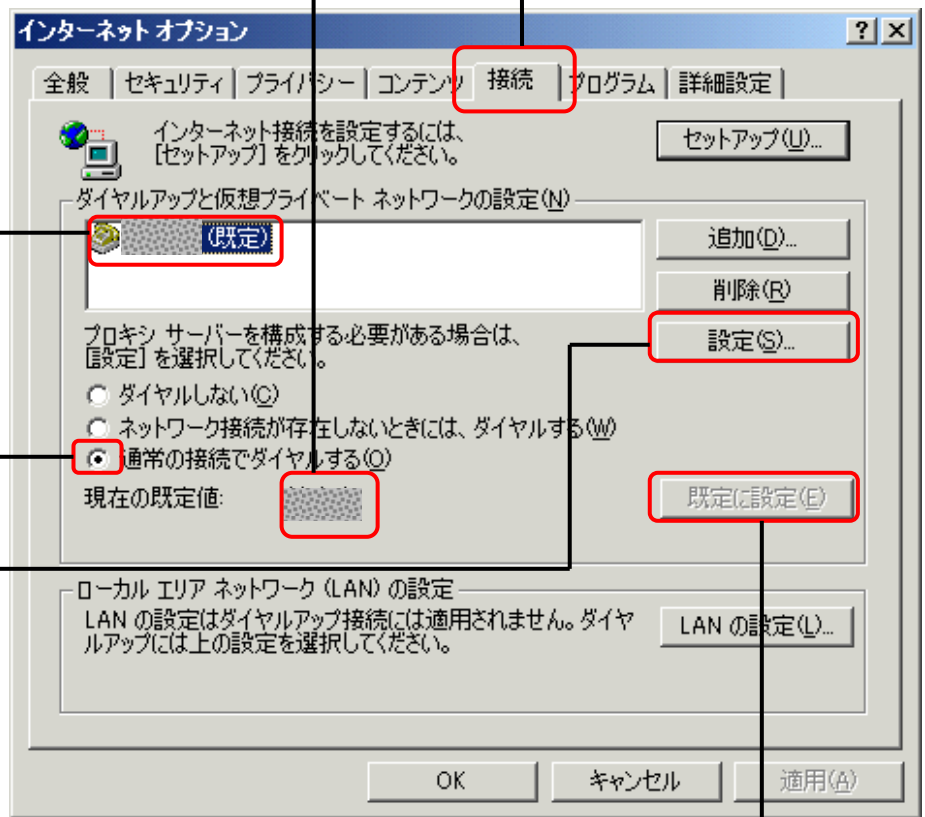 インターネット オプション
全般 セキュリティ プライバシー コンテンツ 接続 プログラム 詳細設定
インターネット接続を設定するには、
[セットアップ] をクリックしてください。
セットアップ(U)...
ダイヤルアップと仮想プライベート ネットワークの設定(N)
(既定)
追加(D)...
削除(R)
プロキシ サーバーを構成する必要がある場合は、
[設定] を選択してください。
設定(S)...
ダイヤルしない(C)
ネットワーク接続が存在しないときには、ダイヤルする(W)
通常の接続でダイヤルする(O)
現在の既定値:
既定に設定(E)
ローカル エリア ネットワーク (LAN) の設定
LAN の設定はダイヤルアップ接続には適用されません。ダイヤ
ルアップには上の設定を選択してください。
LAN の設定(L)...
OK
キャンセル
適用(A)